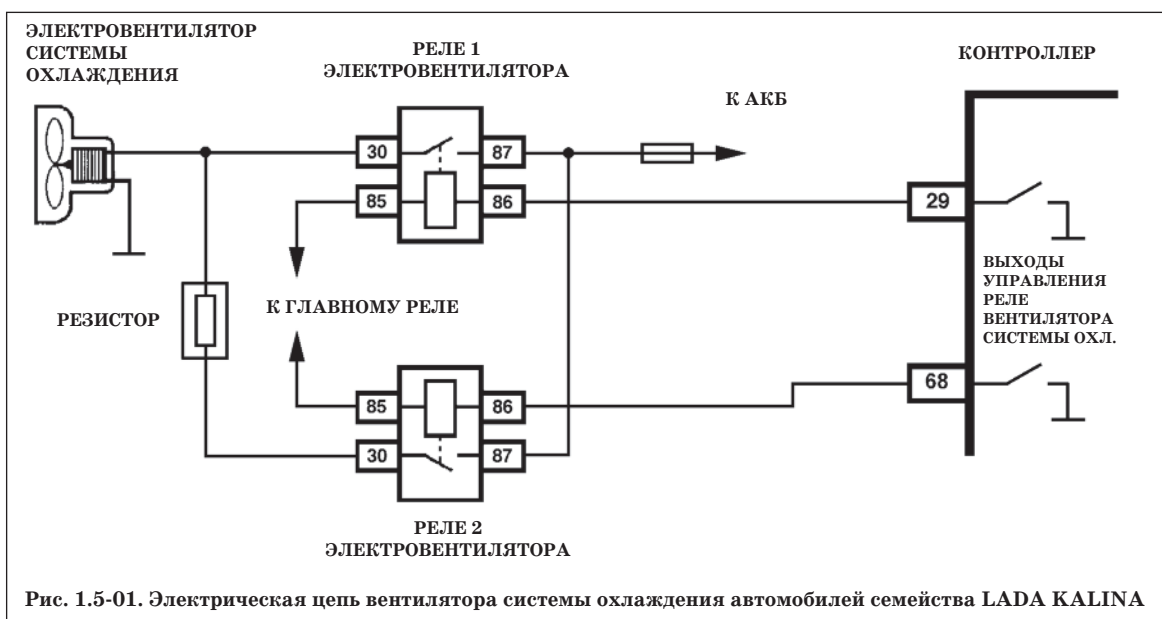 ЭЛЕКТРОВЕНТИЛЯТОР
СИСТЕМЫ
ОХЛАЖДЕНИЯ
РЕЛЕ 1
ЭЛЕКТРОВЕНТИЛЯТОРА
КОНТРОЛЛЕР
К АКБ
30
87
85
86
29
К ГЛАВНОМУ РЕЛЕ
РЕЗИСТОР
ВЫХОДЫ
УПРАВЛЕНИЯ
РЕЛЕ
ВЕНТИЛЯТОРА
СИСТЕМЫ ОХЛ.
85
86
68
30
87
РЕЛЕ 2
ЭЛЕКТРОВЕНТИЛЯТОРА
Рис. 1.5-01. Электрическая цепь вентилятора системы охлаждения автомобилей семейства LADA KALINA